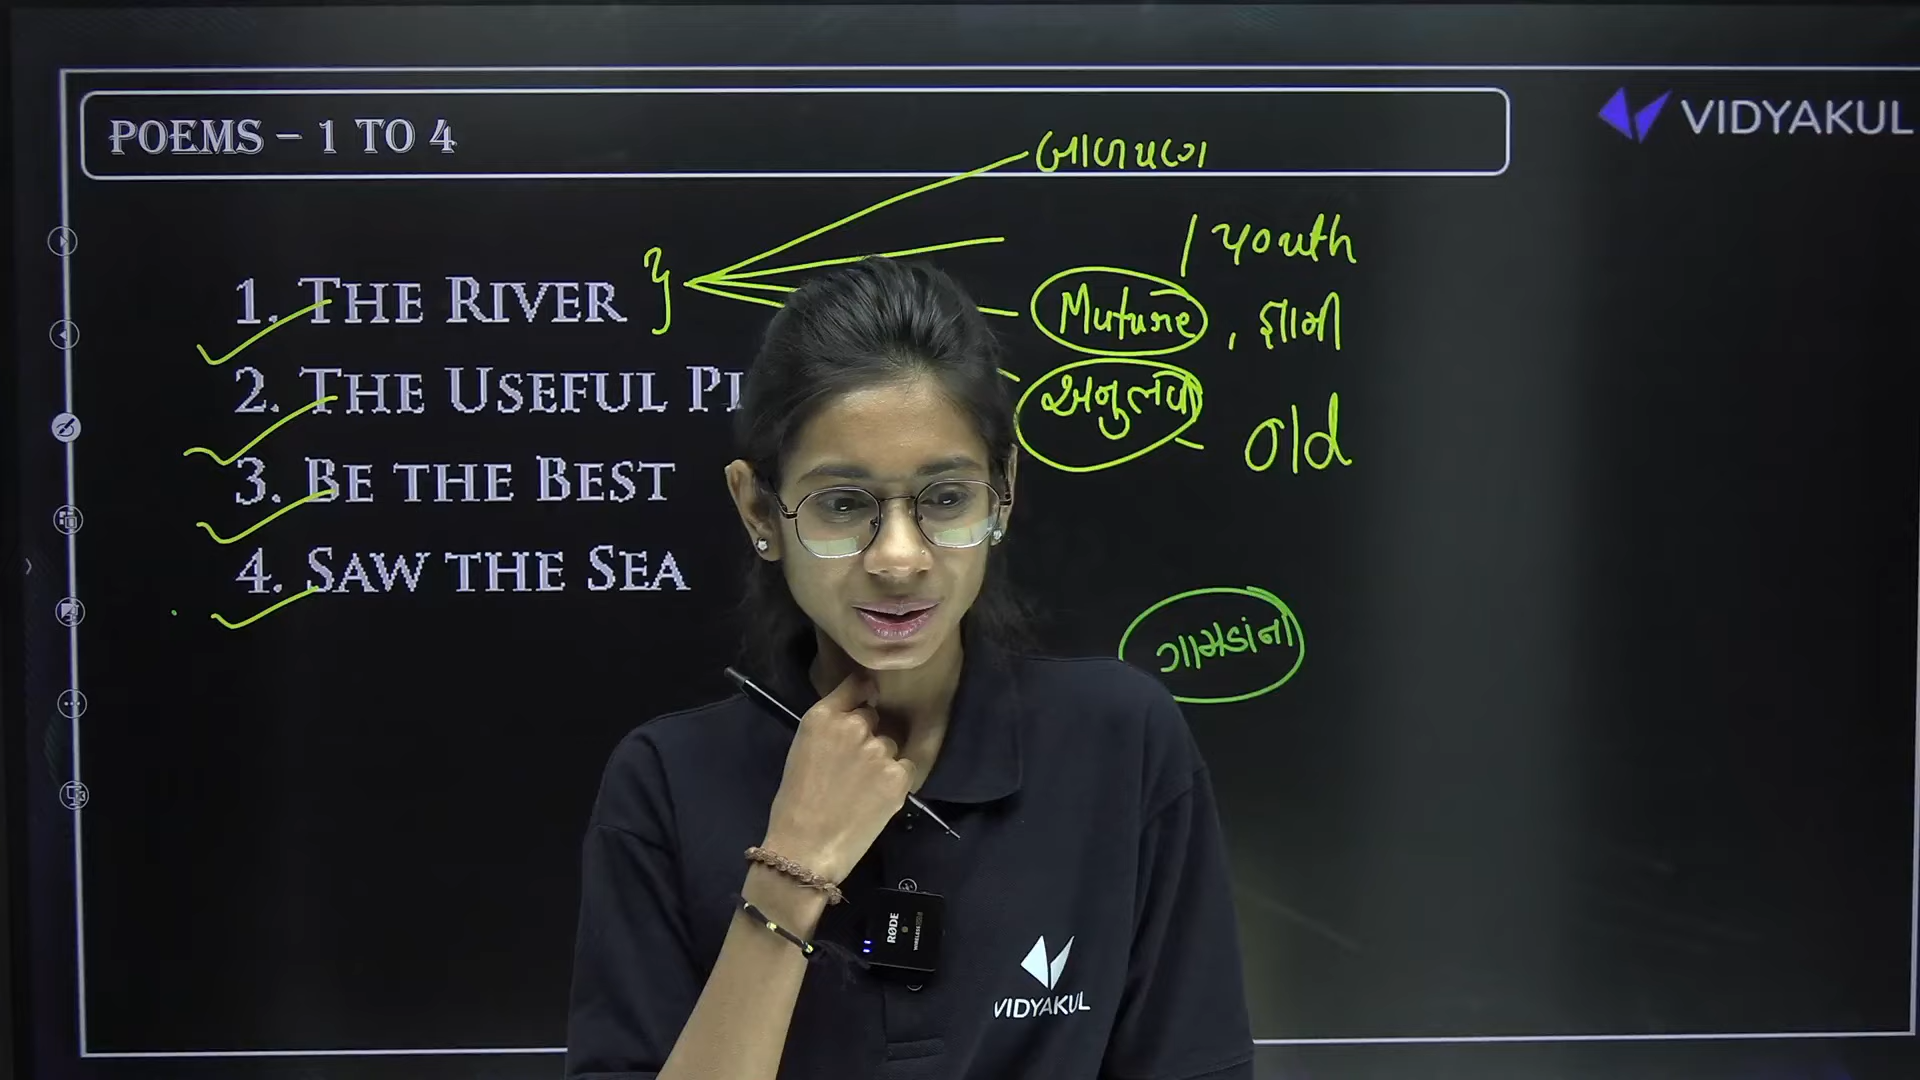 POEMS – 1 TO 4
VIDYAKUL
બાળપણ
/ youth
1. THE RIVER
Muture, જ્ઞાની
2. THE USEFUL PL
અનુભવી
old
3. BE THE BEST
4. SAW THE SEA
ગામડાંના
RØDE
VIDYAKUL